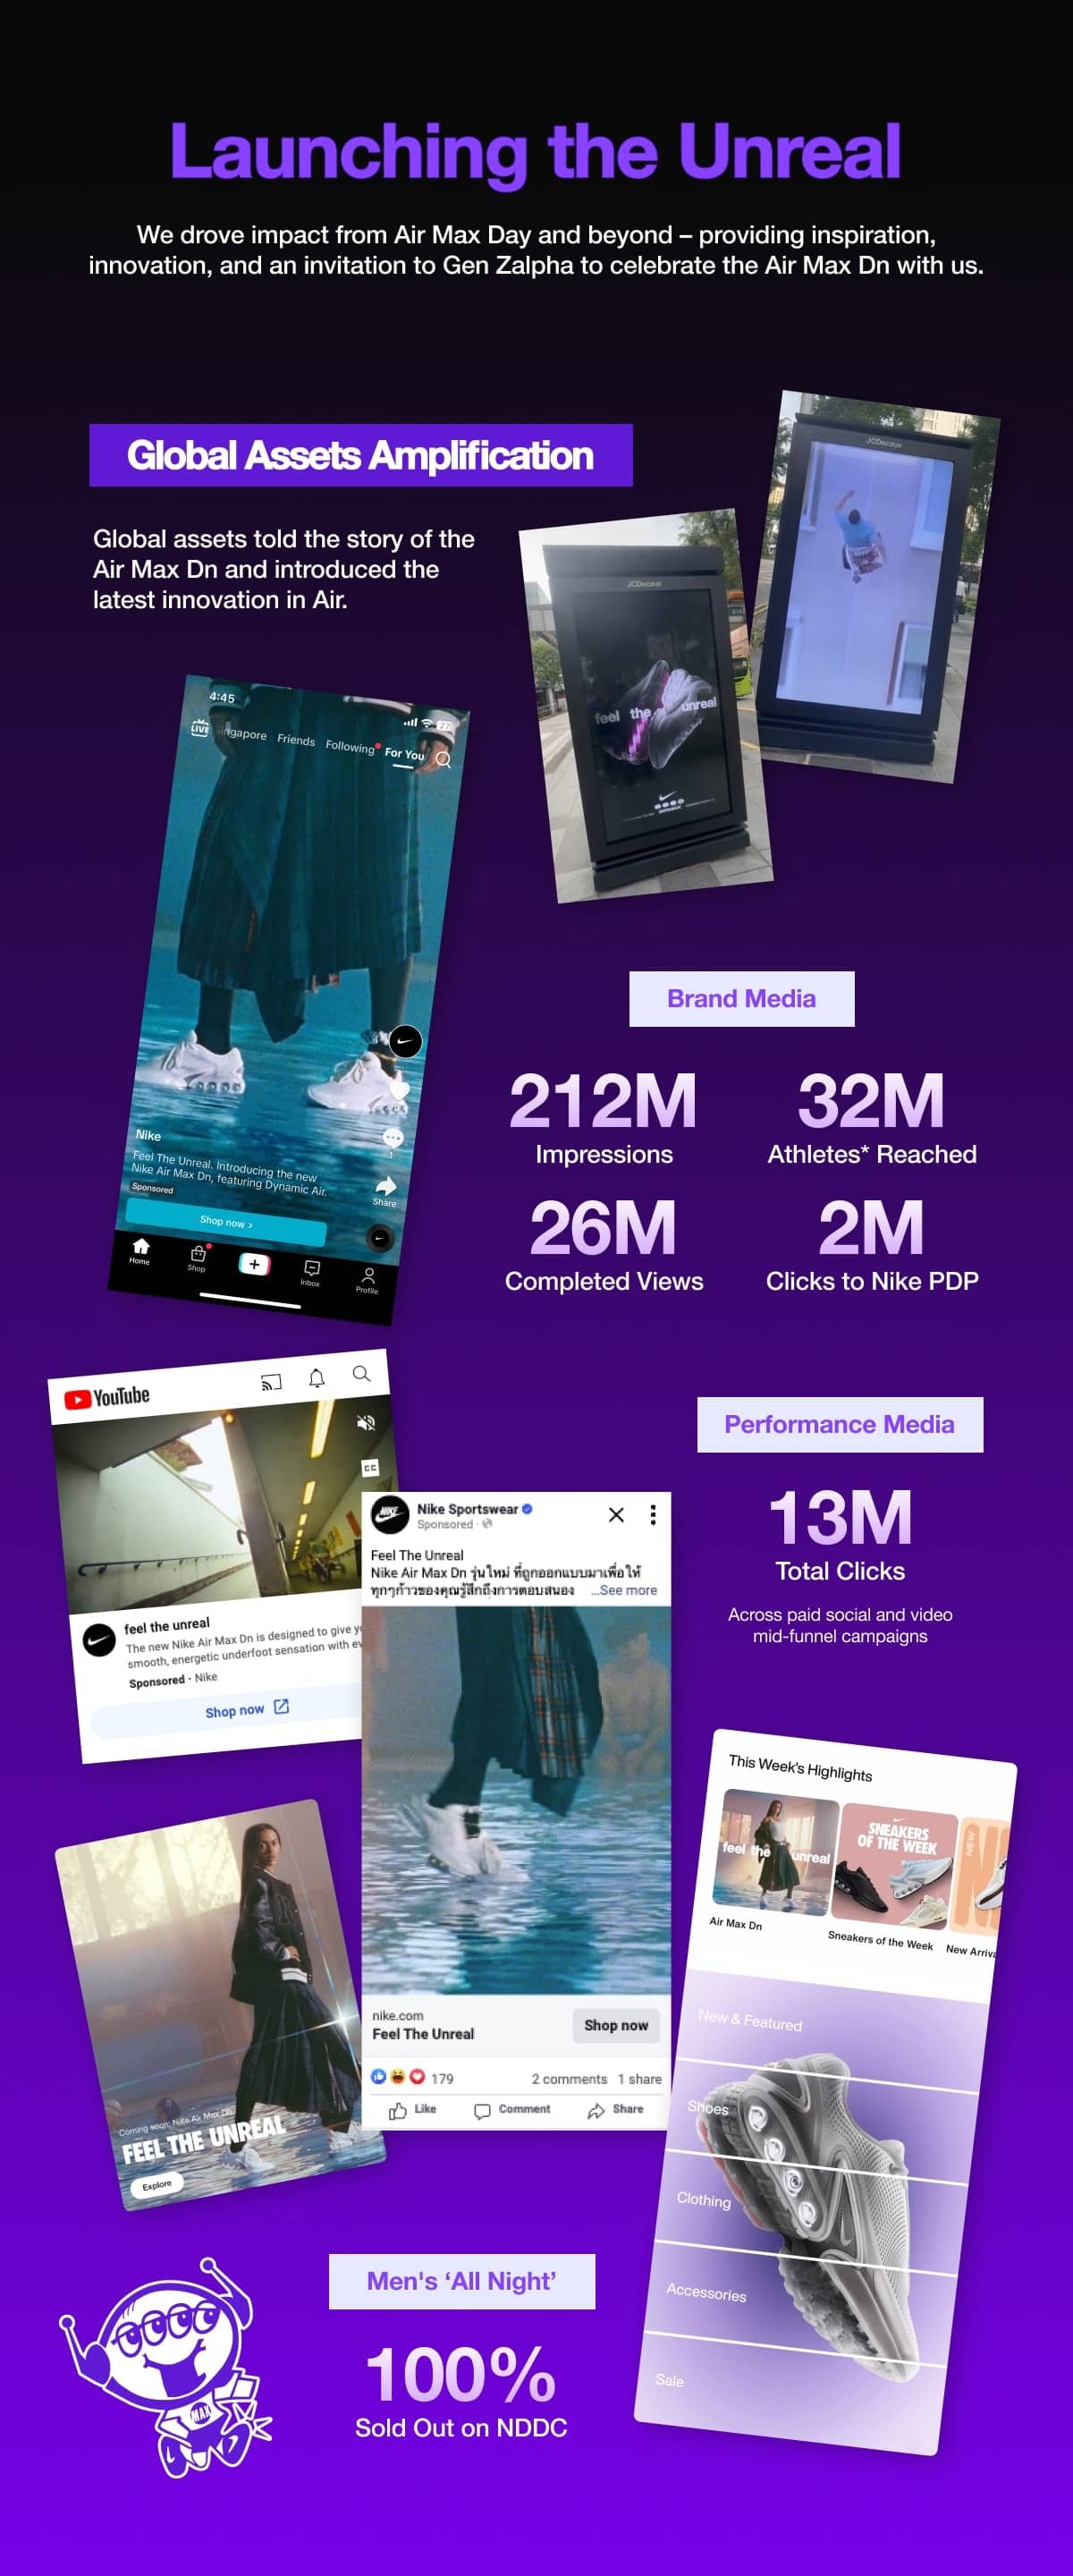 Launching the Unreal
We drove impact from Air Max Day and beyond – providing inspiration,
innovation, and an invitation to Gen Zalpha to celebrate the Air Max Dn with us.
Global Assets Amplification
Global assets told the story of the
Air Max Dn and introduced the
latest innovation in Air.
JCDecaux
JCDecaux
feel the unreal
4:45
LIVE
ngapore Friends Following For You
Nike
Feel The Unreal. Introducing the new
Nike Air Max Dn, featuring Dynamic Air.
Sponsored
Shop now >
1
Share
Home
Shop
Inbox
Profile
Brand Media
212M
Impressions
32M
Athletes* Reached
26M
Completed Views
2M
Clicks to Nike PDP
YouTube
CC
feel the unreal
The new Nike Air Max Dn is designed to give y
smooth, energetic underfoot sensation with ev
Sponsored · Nike
Shop now
Performance Media
13M
Total Clicks
Across paid social and video
mid-funnel campaigns
NIKE
Nike Sportswear
Sponsored ·
Feel The Unreal
Nike Air Max Dn รุ่นใหม่ ที่ถูกออกแบบมาเพื่อให้
ทุกๆก้าวของคุณรู้สึกถึงการตอบสนอง ...See more
nike.com
Feel The Unreal
Shop now
179
2 comments 1 share
Like
Comment
Share
Coming soon: Nike Air Max Dn
FEEL THE UNREAL
Explore
This Week's Highlights
feel the unreal
SNEAKERS
OF THE WEEK
NEW
Air Max Dn
Sneakers of the Week
New Arriva
New & Featured
Shoes
Clothing
Accessories
Sale
Men's ‘All Night’
100%
Sold Out on NDDC
MAX